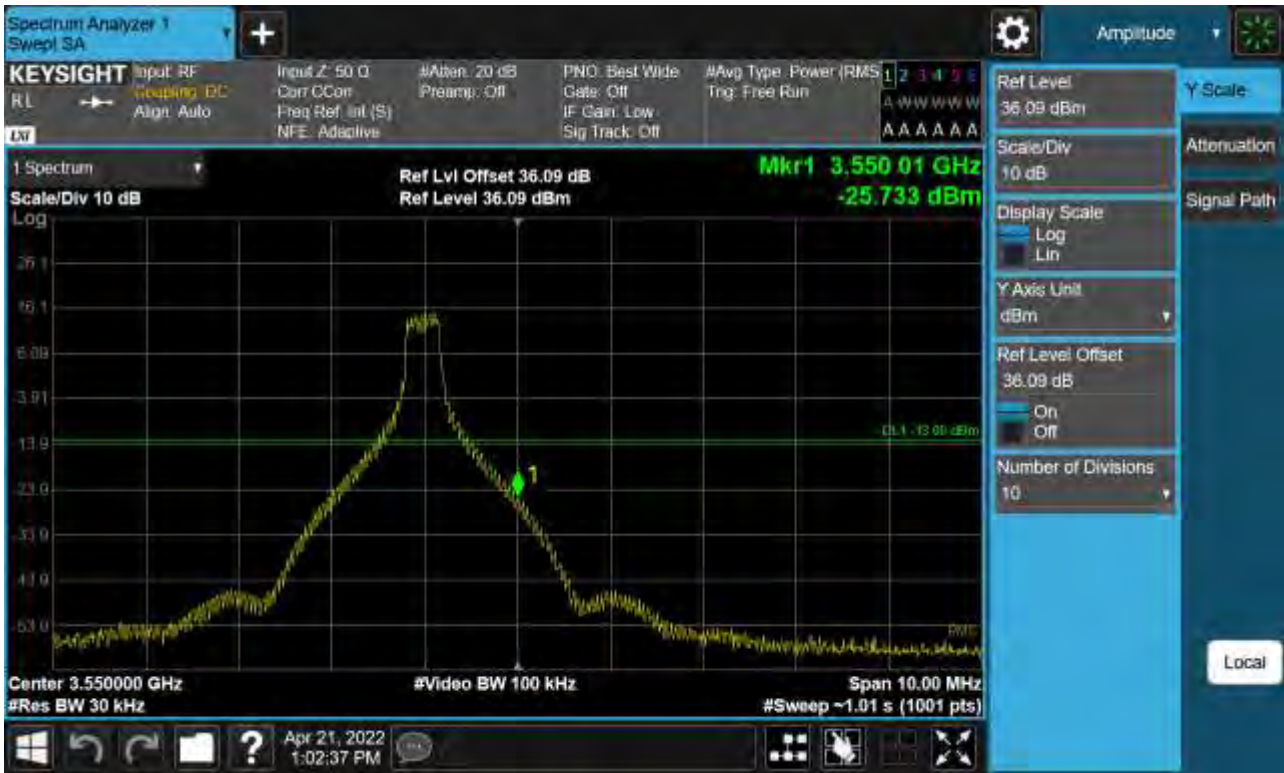 Spectrum Analyzer 1
Swept SA
Amplitude
KEYSIGHT
RL
LXI
Input: RF
Coupling: DC
Align: Auto
Input Z: 50 Ω
Corr CCorr
Freq Ref: Int (S)
NFE: Adaptive
#Atten: 20 dB
Preamp: Off
PNO: Best Wide
Gate: Off
IF Gain: Low
Sig Track: Off
#Avg Type: Power (RMS
Trig: Free Run
1 2 3 4 5 6
A W W W W W
A A A A A A
1 Spectrum
Scale/Div 10 dB
Log
Ref Lvl Offset 36.09 dB
Ref Level 36.09 dBm
Mkr1 3.550 01 GHz
-25.733 dBm
26.1
16.1
6.09
-3.91
-13.9
-23.9
-33.9
-43.9
-53.9
DL1 -13.00 dBm
1
RMS
Center 3.550000 GHz
#Res BW 30 kHz
#Video BW 100 kHz
Span 10.00 MHz
#Sweep ~1.01 s (1001 pts)
Ref Level
36.09 dBm
Scale/Div
10 dB
Display Scale
Log
Lin
Y Axis Unit
dBm
Ref Level Offset
36.09 dB
On
Off
Number of Divisions
10
Y Scale
Attenuation
Signal Path
Local
?
Apr 21, 2022
1:02:37 PM